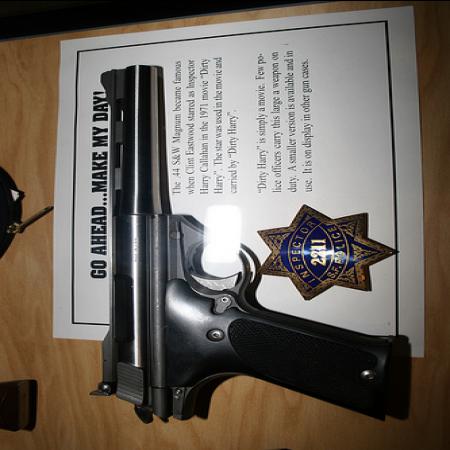 GO AHEAD...MAKE MY DAY!
The .44 S&W Magnum became famous
when Clint Eastwood starred as Inspector
Harry Callahan in the 1971 movie "Dirty
Harry". The star was used in the movie and
carried by "Dirty Harry".
"Dirty Harry" is simply a movie. Few po-
lice officers carry this large a weapon on
duty. A smaller version is available and in
use. It is on display in other gun cases.
INSPECTOR
2211
S.F. POLICE